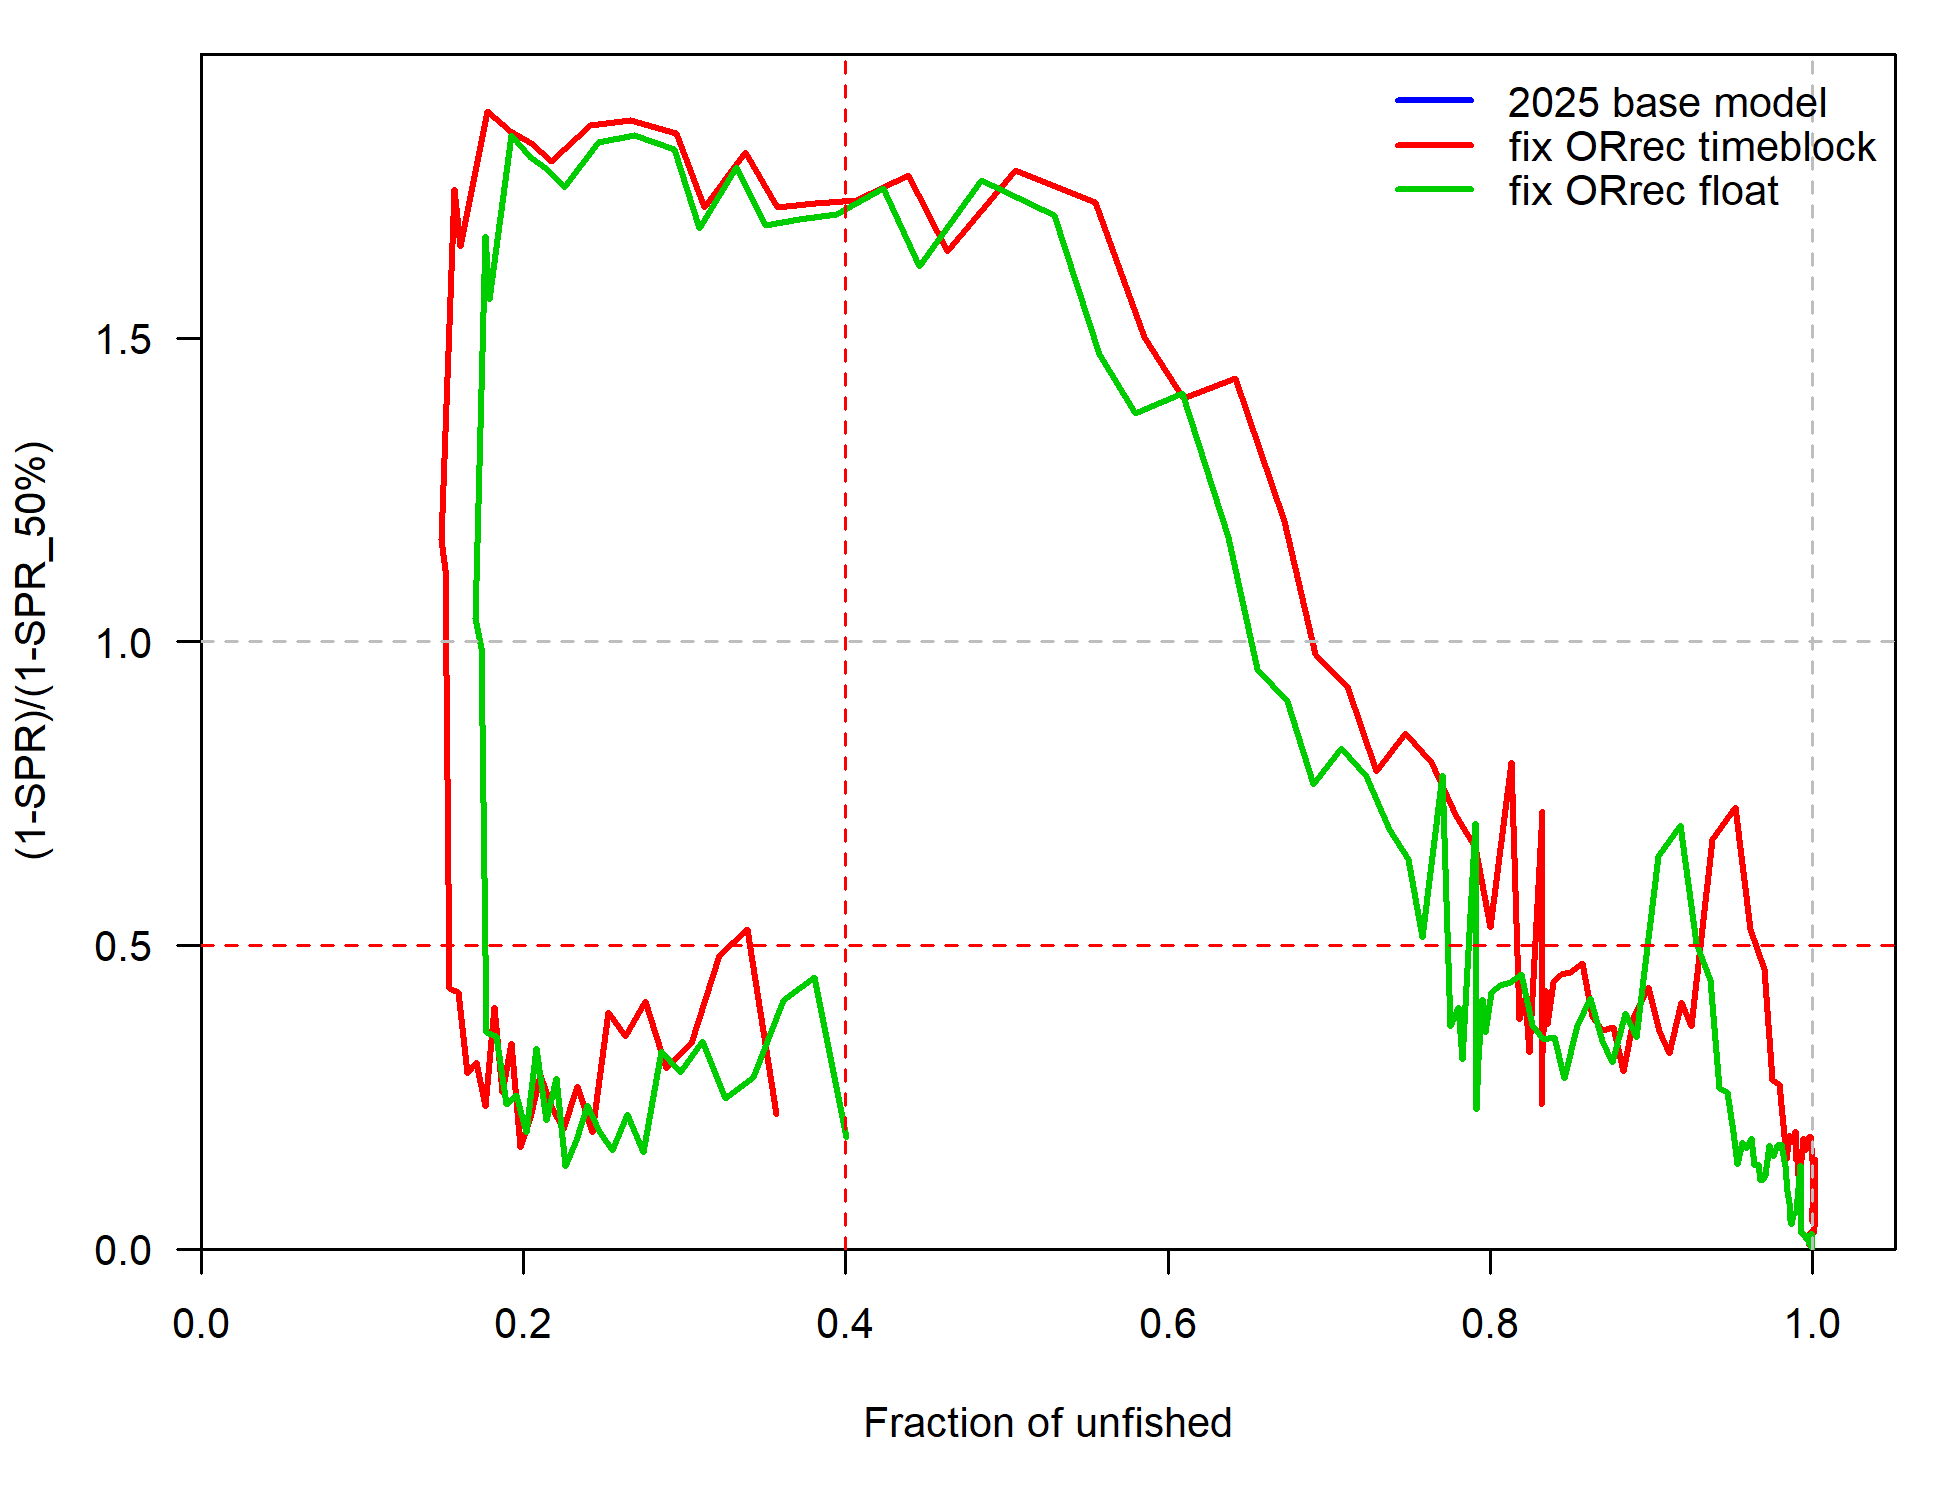 2025 base model
fix ORrec timeblock
fix ORrec float
(1-SPR)/(1-SPR_50%)
1.5
1.0
0.5
0.0
0.0 0.2 0.4 0.6 0.8 1.0
Fraction of unfished